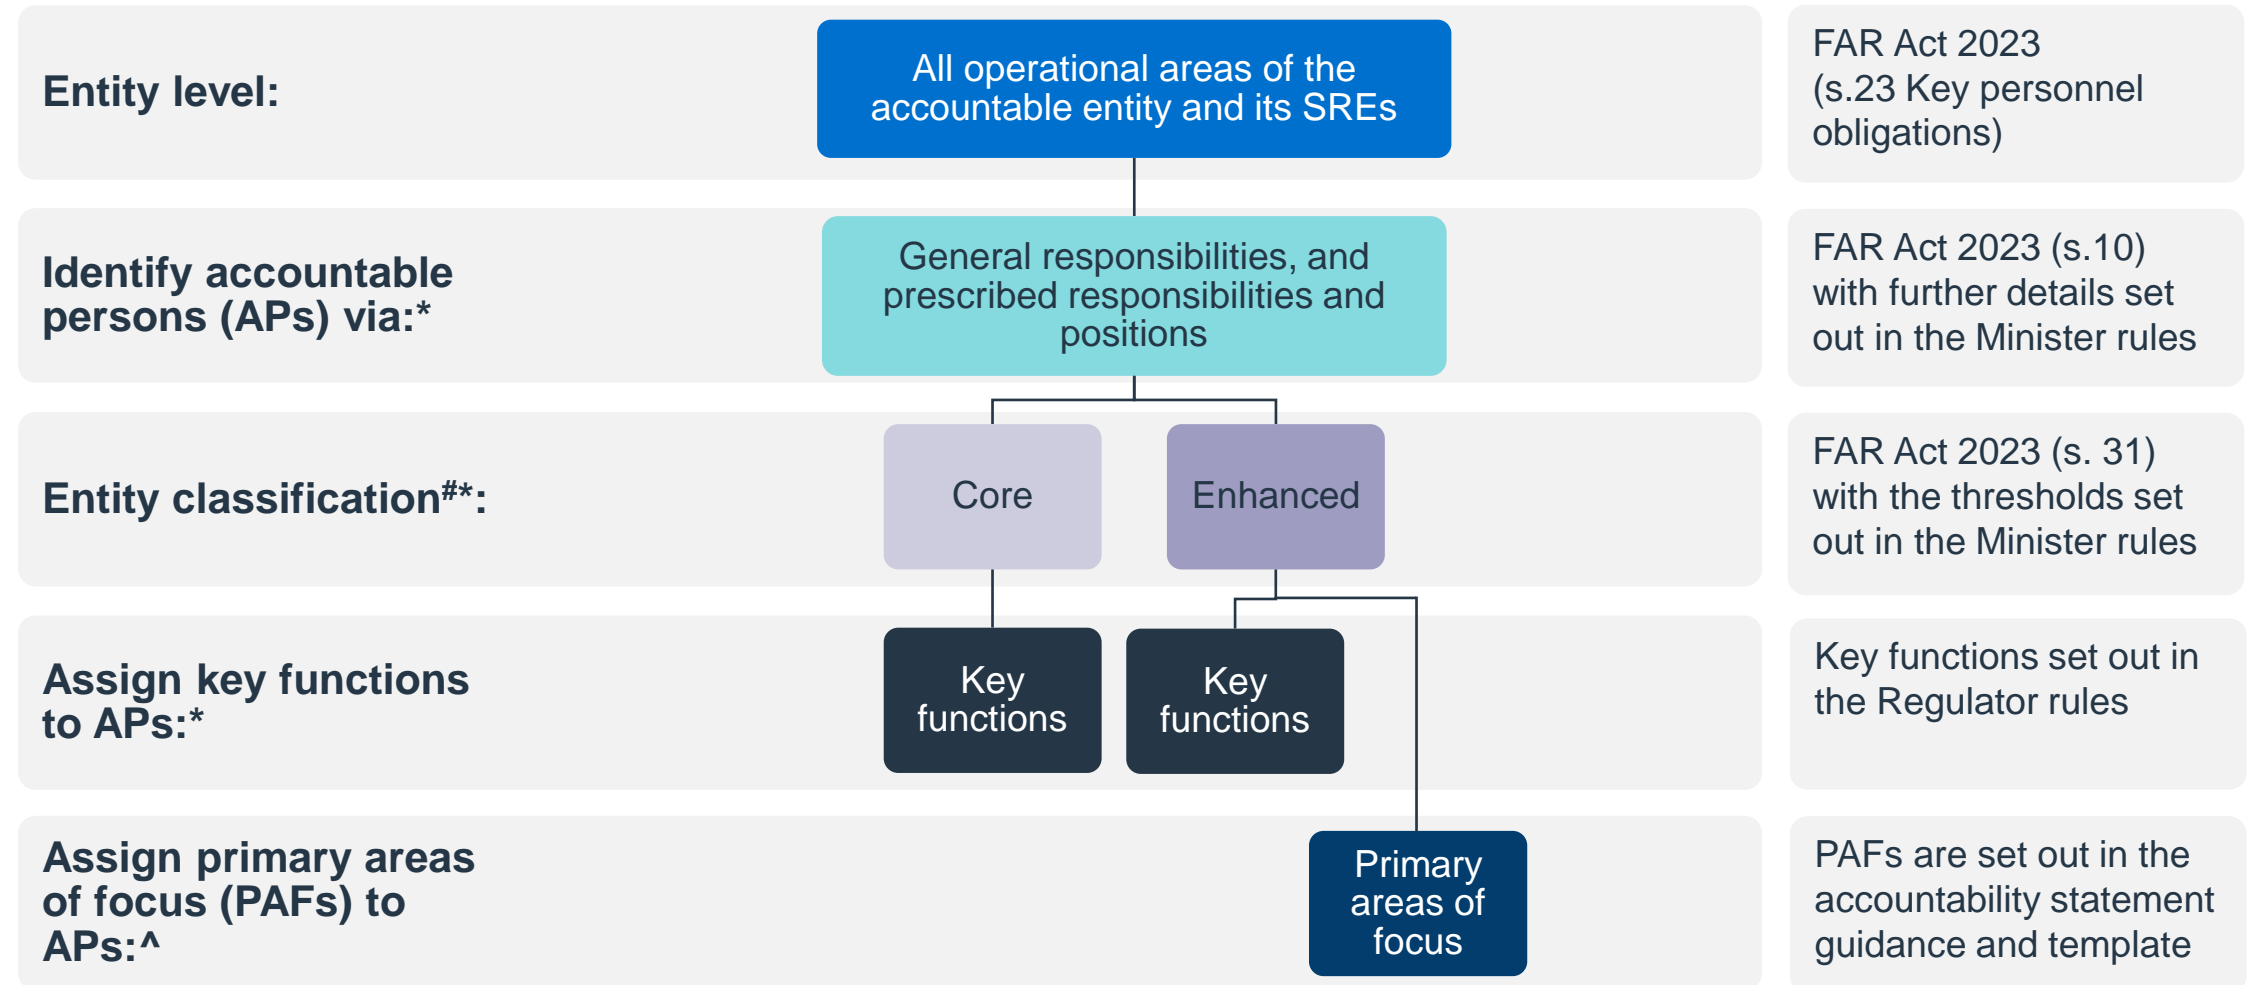 Entity level:
All operational areas of the
accountable entity and its SREs
FAR Act 2023
(s.23 Key personnel
obligations)
Identify accountable
persons (APs) via:*
General responsibilities, and
prescribed responsibilities and
positions
FAR Act 2023 (s.10)
with further details set
out in the Minister rules
Entity classification#*:
Core
Enhanced
FAR Act 2023 (s. 31)
with the thresholds set
out in the Minister rules
Assign key functions
to APs:*
Key
functions
Key
functions
Key functions set out in
the Regulator rules
Assign primary areas
of focus (PAFs) to
APs:^
Primary
areas of
focus
PAFs are set out in the
accountability statement
guidance and template